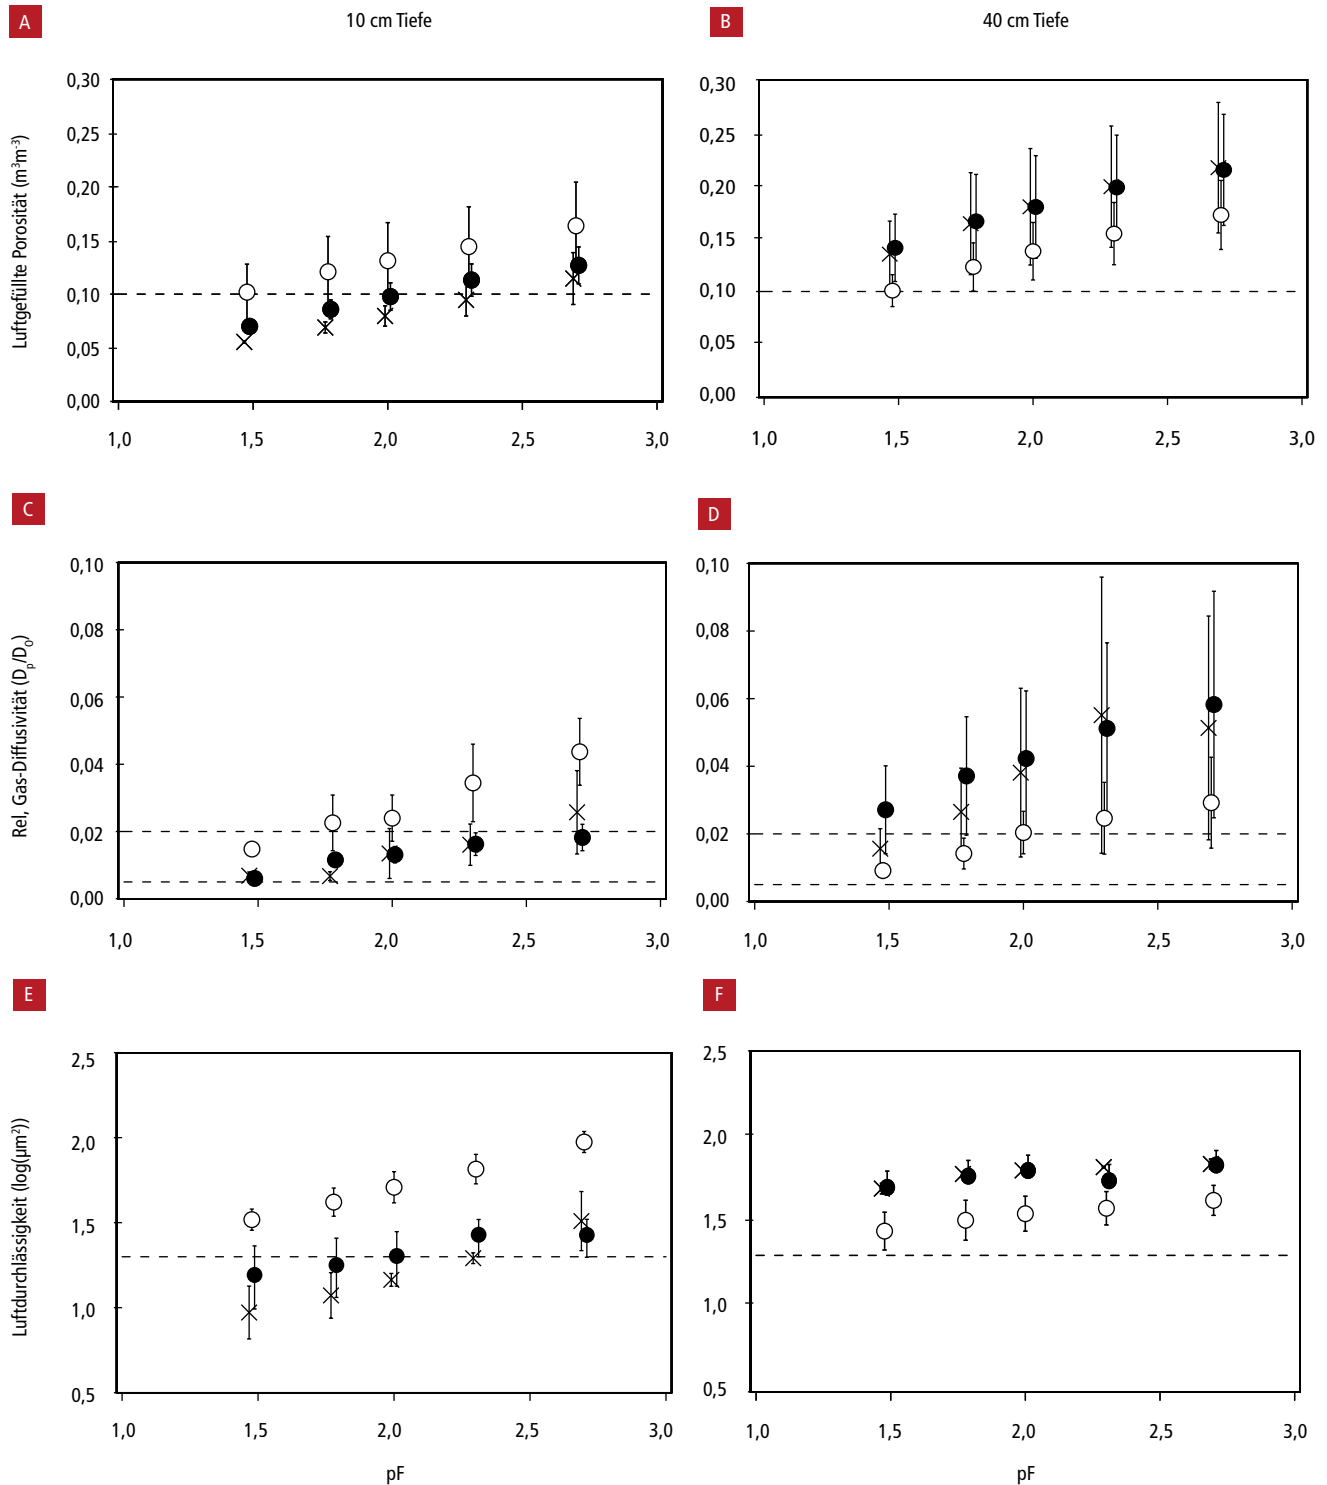 A
10 cm Tiefe
B
40 cm Tiefe
Luftgefüllte Porosität (m³m⁻³)
0,30
0,25
0,20
0,15
0,10
0,05
0,00
1,0 1,5 2,0 2,5 3,0
0,30
0,25
0,20
0,15
0,10
0,05
0,00
1,0 1,5 2,0 2,5 3,0
C
D
Rel, Gas-Diffusivität (Dₚ/D₀)
0,10
0,08
0,06
0,04
0,02
0,00
1,0 1,5 2,0 2,5 3,0
0,10
0,08
0,06
0,04
0,02
0,00
1,0 1,5 2,0 2,5 3,0
E
F
Luftdurchlässigkeit (log(µm²))
2,5
2,0
1,5
1,0
0,5
1,0 1,5 2,0 2,5 3,0
pF
2,5
2,0
1,5
1,0
0,5
1,0 1,5 2,0 2,5 3,0
pF